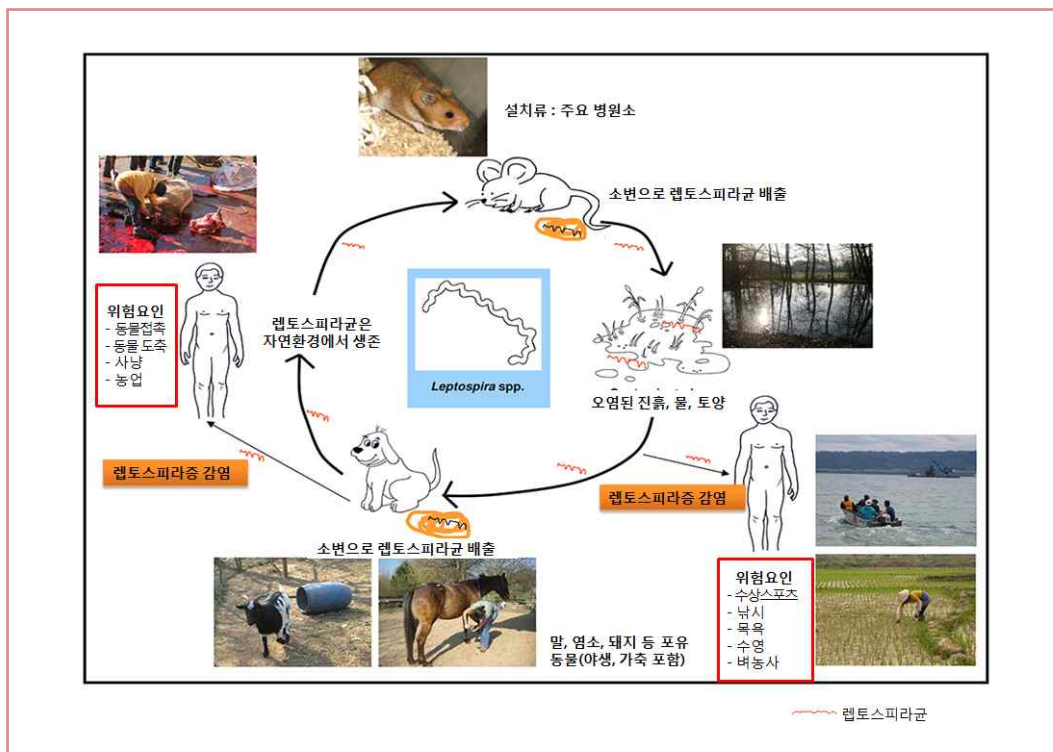 설치류 : 주요 병원소
소변으로 렙토스피라균 배출
위험요인
- 동물접촉
- 동물 도축
- 사냥
- 농업
렙토스피라균은
자연환경에서 생존
Leptospira spp.
오염된 진흙, 물, 토양
렙토스피라증 감염
렙토스피라증 감염
소변으로 렙토스피라균 배출
위험요인
- 수상스포츠
- 낚시
- 목욕
- 수영
- 벼농사
말, 염소, 돼지 등 포유
동물(야생, 가축 포함)
렙토스피라균